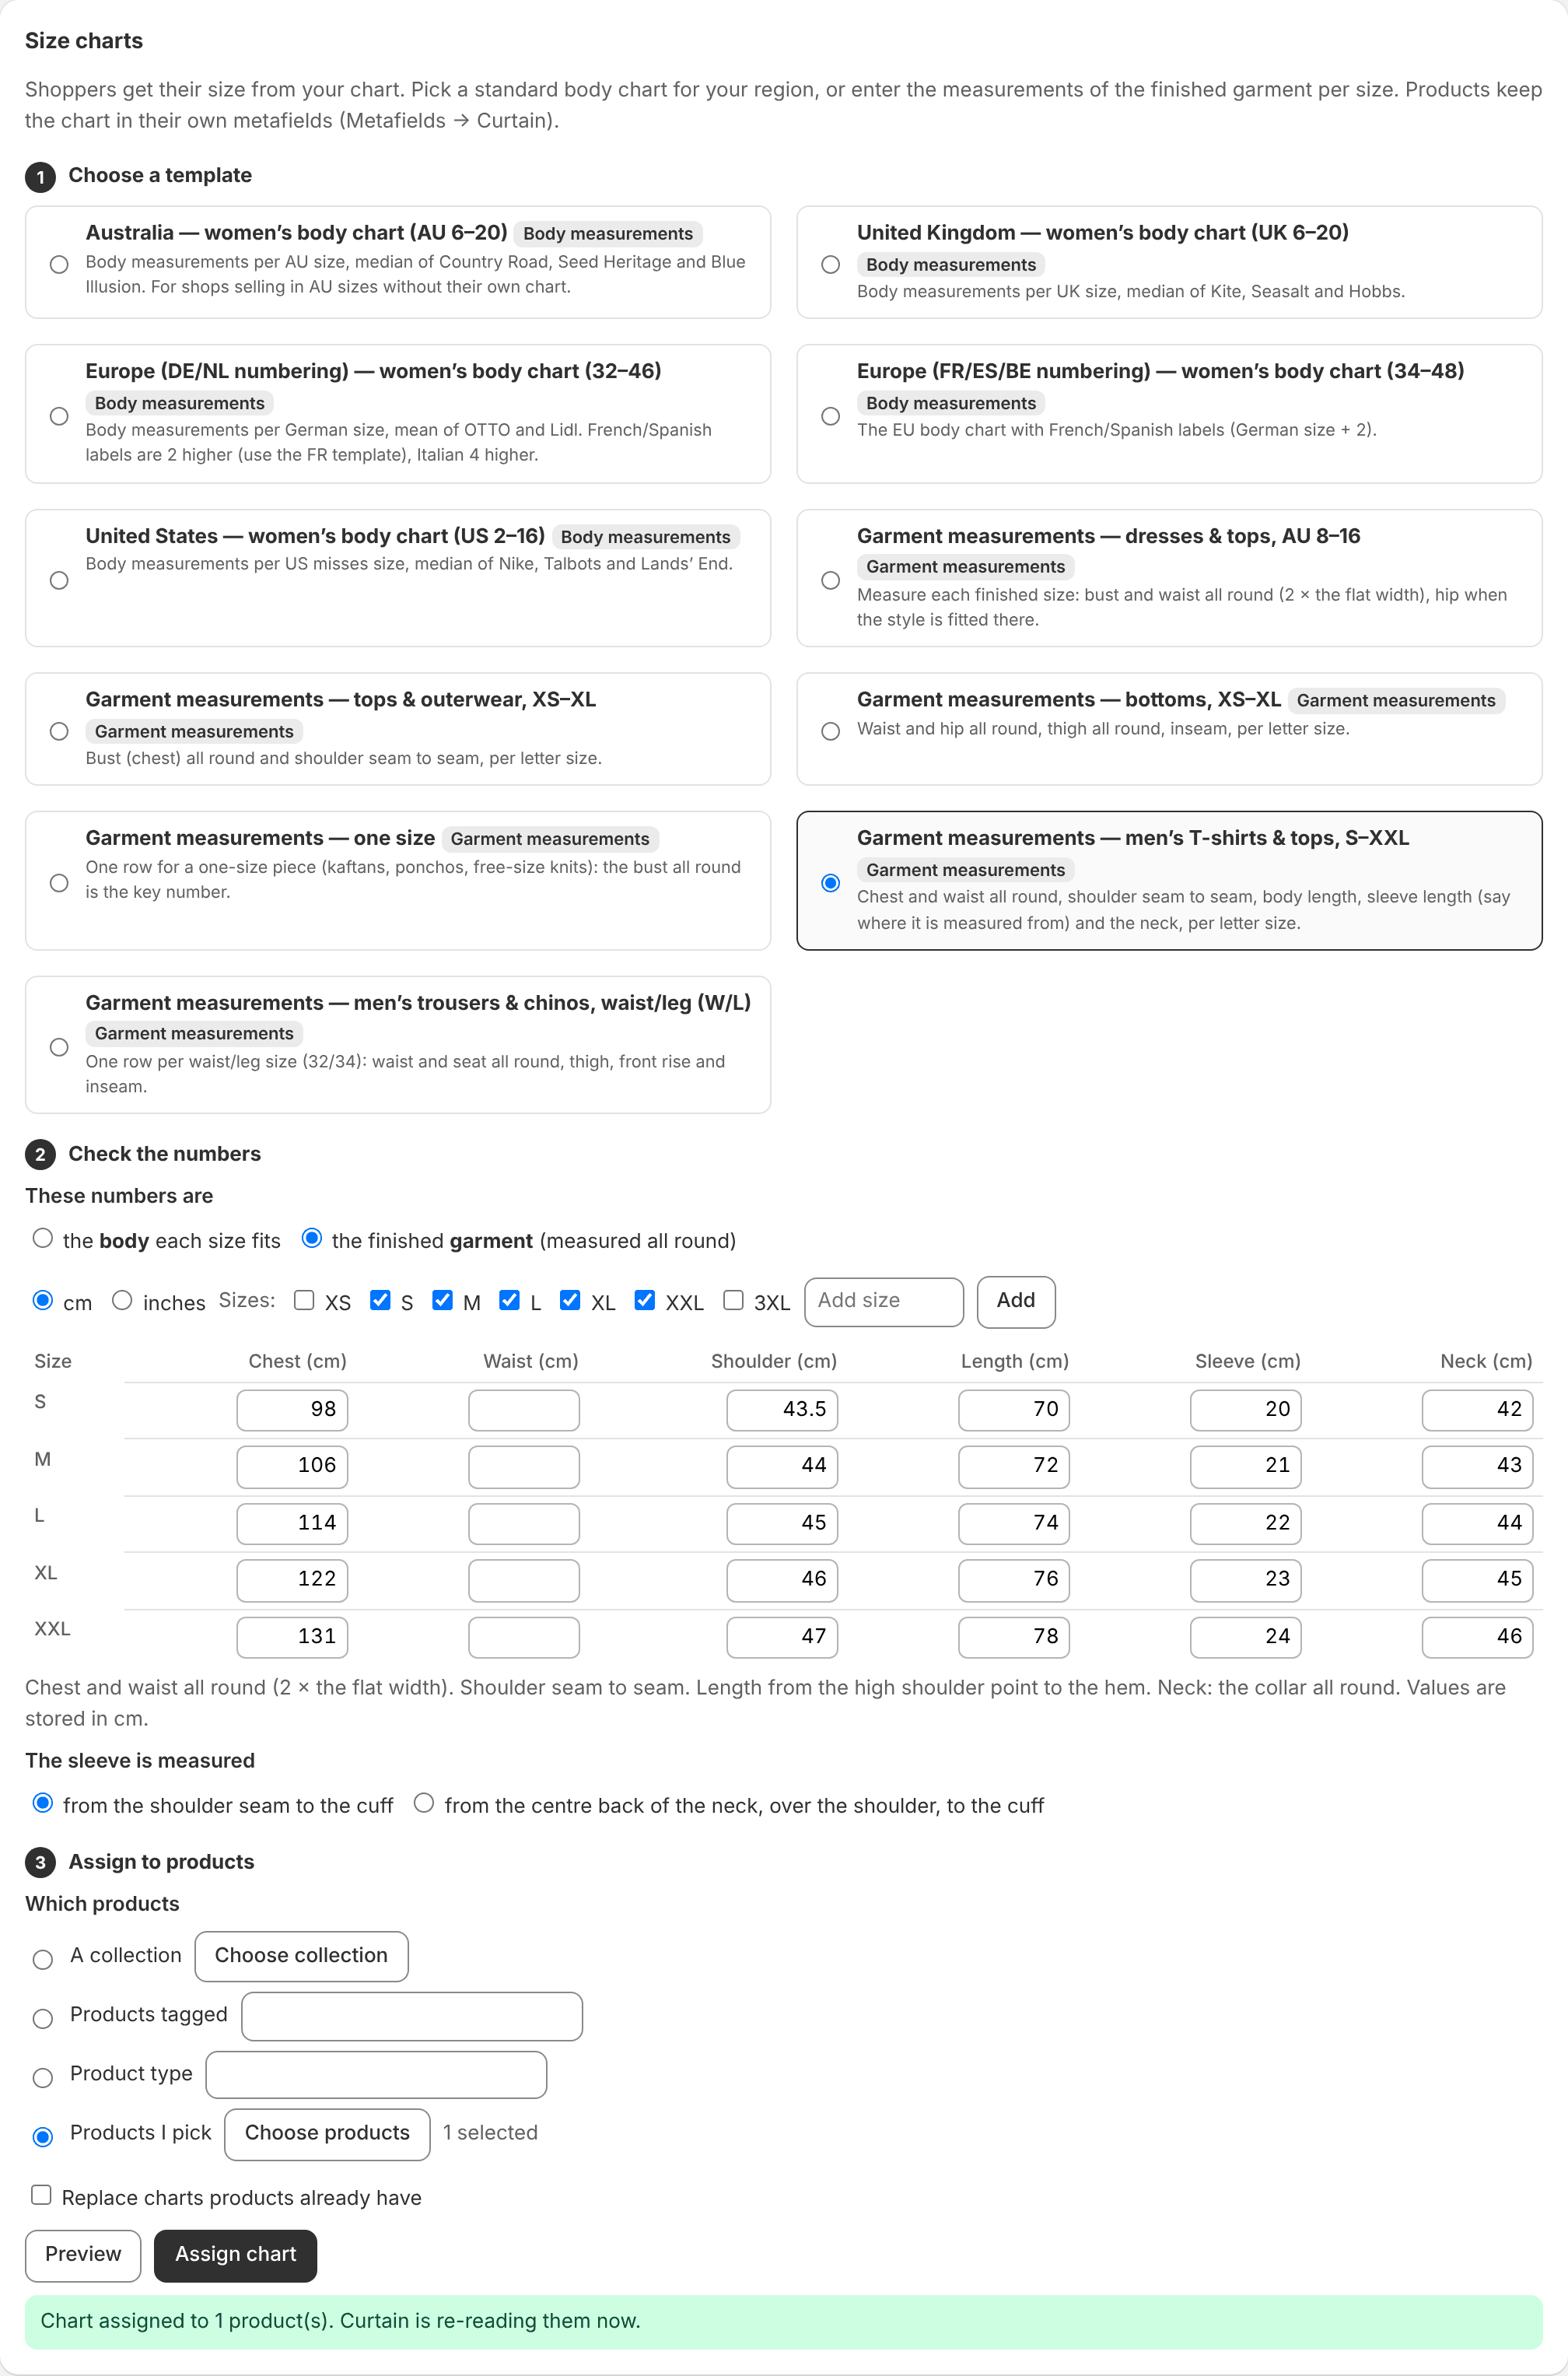 Size charts
Shoppers get their size from your chart. Pick a standard body chart for your region, or enter the measurements of the finished garment per size. Products keep
the chart in their own metafields (Metafields → Curtain).
1 Choose a template
Australia — women’s body chart (AU 6–20) Body measurements
Body measurements per AU size, median of Country Road, Seed Heritage and Blue
Illusion. For shops selling in AU sizes without their own chart.
United Kingdom — women’s body chart (UK 6–20)
Body measurements
Body measurements per UK size, median of Kite, Seasalt and Hobbs.
Europe (DE/NL numbering) — women’s body chart (32–46)
Body measurements
Body measurements per German size, mean of OTTO and Lidl. French/Spanish
labels are 2 higher (use the FR template), Italian 4 higher.
Europe (FR/ES/BE numbering) — women’s body chart (34–48)
Body measurements
The EU body chart with French/Spanish labels (German size + 2).
United States — women’s body chart (US 2–16) Body measurements
Body measurements per US misses size, median of Nike, Talbots and Lands’ End.
Garment measurements — dresses & tops, AU 8–16
Garment measurements
Measure each finished size: bust and waist all round (2 × the flat width), hip when
the style is fitted there.
Garment measurements — tops & outerwear, XS–XL
Garment measurements
Bust (chest) all round and shoulder seam to seam, per letter size.
Garment measurements — bottoms, XS–XL Garment measurements
Waist and hip all round, thigh all round, inseam, per letter size.
Garment measurements — one size Garment measurements
One row for a one-size piece (kaftans, ponchos, free-size knits): the bust all round
is the key number.
Garment measurements — men’s T-shirts & tops, S–XXL
Garment measurements
Chest and waist all round, shoulder seam to seam, body length, sleeve length (say
where it is measured from) and the neck, per letter size.
Garment measurements — men’s trousers & chinos, waist/leg (W/L)
Garment measurements
One row per waist/leg size (32/34): waist and seat all round, thigh, front rise and
inseam.
2 Check the numbers
These numbers are
the body each size fits the finished garment (measured all round)
cm inches Sizes: XS S M L XL XXL 3XL Add size Add
Size Chest (cm) Waist (cm) Shoulder (cm) Length (cm) Sleeve (cm) Neck (cm)
S 98 43.5 70 20 42
M 106 44 72 21 43
L 114 45 74 22 44
XL 122 46 76 23 45
XXL 131 47 78 24 46
Chest and waist all round (2 × the flat width). Shoulder seam to seam. Length from the high shoulder point to the hem. Neck: the collar all round. Values are
stored in cm.
The sleeve is measured
from the shoulder seam to the cuff from the centre back of the neck, over the shoulder, to the cuff
3 Assign to products
Which products
A collection Choose collection
Products tagged
Product type
Products I pick Choose products 1 selected
Replace charts products already have
Preview Assign chart
Chart assigned to 1 product(s). Curtain is re-reading them now.